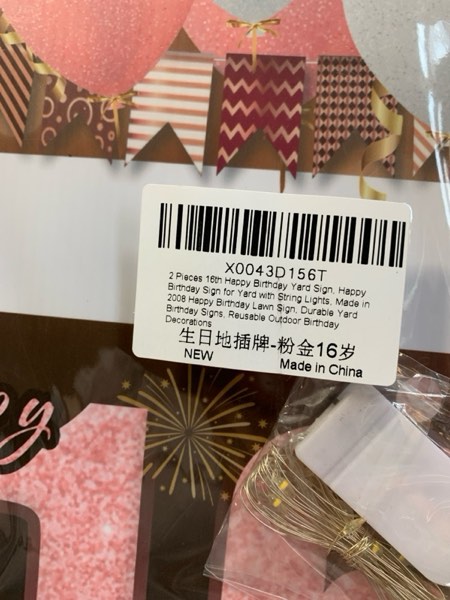 X0043D156T
2 Pieces 16th Happy Birthday Yard Sign, Happy
Birthday Sign for Yard with String Lights, Made in
2008 Happy Birthday Lawn Sign, Durable Yard
Birthday Signs, Reusable Outdoor Birthday
Decorations
生日地插牌-粉金16岁
NEW Made in China
py
1